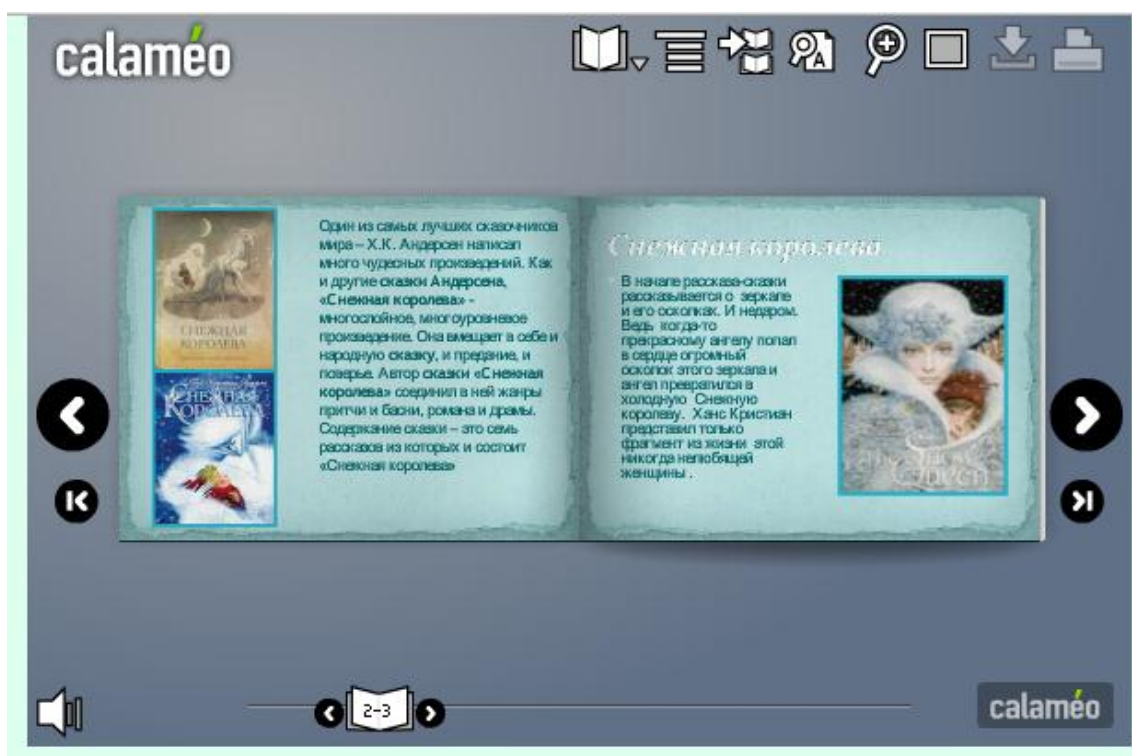 calaméo
A
СНЕЖНАЯ
КОРОЛЕВА
СНЕЖНАЯ
КОРОЛЕВА
Один из самых лучших сказочников
мира – Х.К. Андерсен написал
много чудесных произведений. Как
и другие сказки Андерсена,
«Снежная королева» -
многослойное, многоуровневое
произведение. Она вмещает в себе и
народную сказку, и предание, и
поверье. Автор сказки «Снежная
королева» соединил в ней жанры
притчи и басни, романа и драмы.
Содержание сказки – это семь
рассказов из которых и состоит
«Снежная королева»
Снежная королева
В начале рассказа-сказки
рассказывается о зеркале
и его осколках. И недаром.
Ведь когда-то
прекрасному ангелу попал
в сердце огромный
осколок этого зеркала и
ангел превратился в
холодную Снежную
королеву. Ханс Кристиан
представил только
фрагмент из жизни этой
никогда нелюбящей
женщины .
Queen
2-3
calaméo